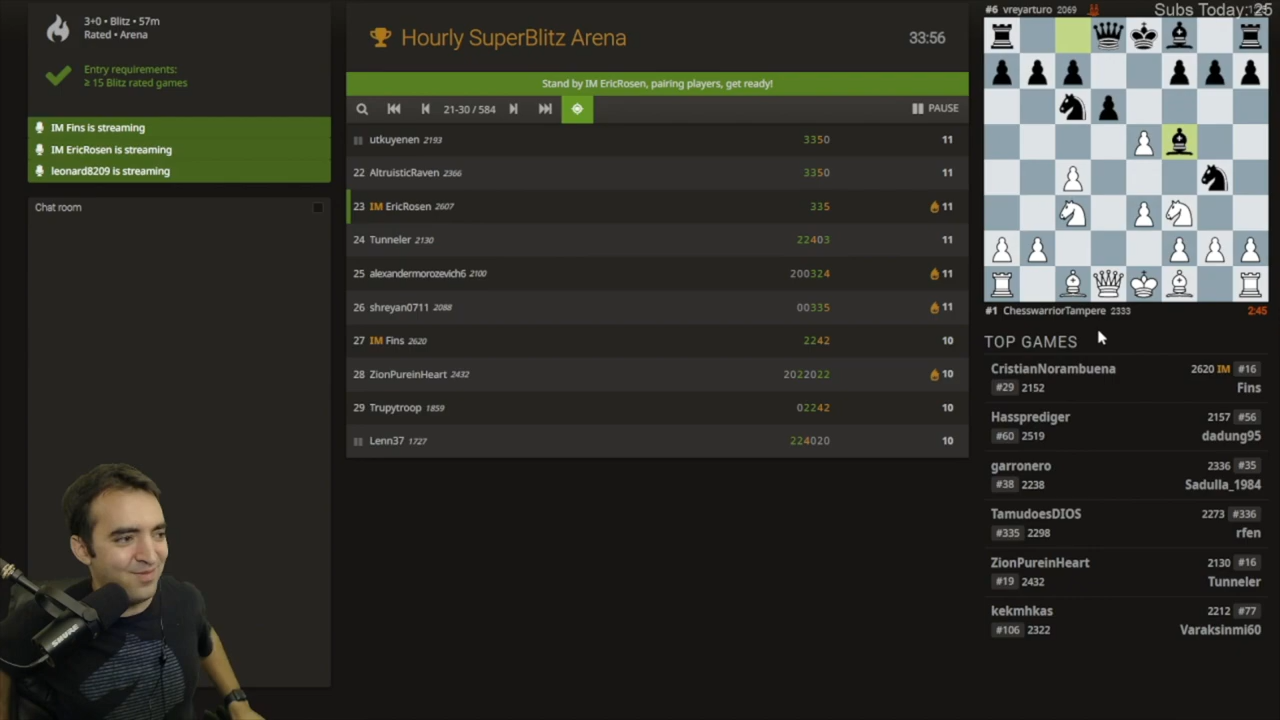 3+0 • Blitz • 57m
Rated • Arena
Entry requirements:
≥ 15 Blitz rated games
IM Fins is streaming
IM EricRosen is streaming
leonard8209 is streaming
Chat room
Hourly SuperBlitz Arena
33:56
Stand by IM EricRosen, pairing players, get ready!
21-30 / 584
PAUSE
utkuyenen 2193 3350 11
22 AltruisticRaven 2366 3350 11
23 IM EricRosen 2607 335 11
24 Tunneler 2130 22403 11
25 alexandermorozevich6 2100 200324 11
26 shreyan0711 2088 00335 11
27 IM Fins 2620 2242 10
28 ZionPureinHeart 2432 2022022 10
29 Trupytroop 1859 02242 10
Lenn37 1727 224020 10
Subs Today: 25
#6 vreyarturo 2069
#1 ChesswarriorTampere 2333 2:45
TOP GAMES
CristianNorambuena 2620 IM #16
#29 2152 Fins
Hassprediger 2157 #56
#60 2519 dadung95
garronero 2336 #35
#38 2238 Sadulla_1984
TamudoesDIOS 2273 #336
#335 2298 rfen
ZionPureinHeart 2130 #16
#19 2432 Tunneler
kekmhkas 2212 #77
#106 2322 Varaksinmi60
SHURE